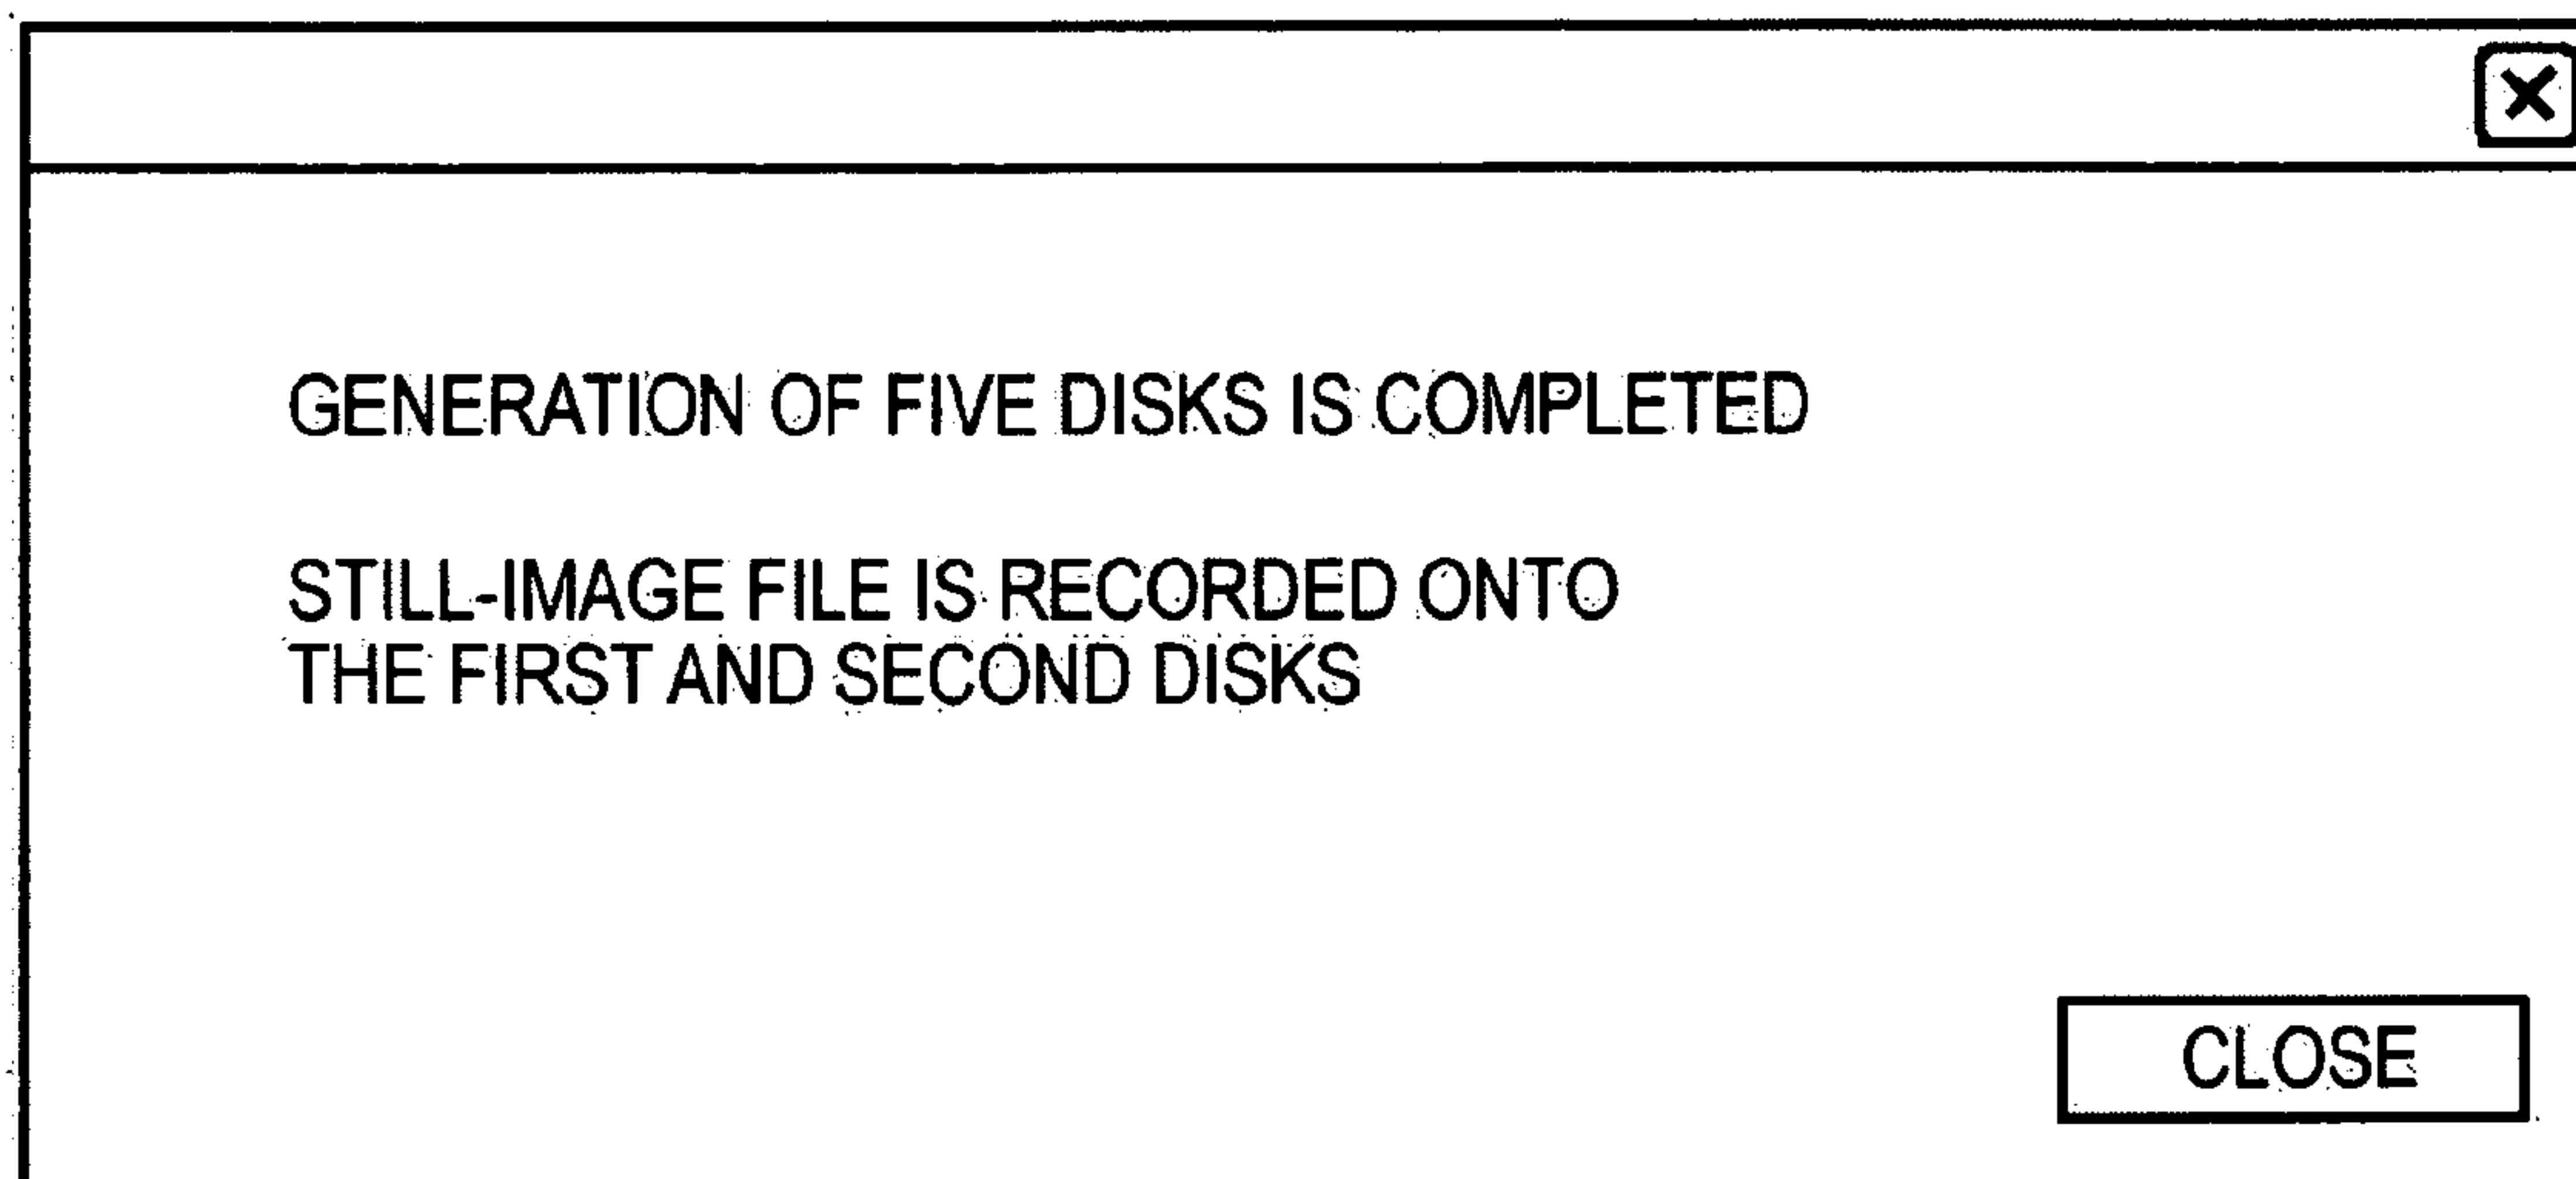 GENERATION OF FIVE DISKS IS COMPLETED
STILL-IMAGE FILE IS RECORDED ONTO
THE FIRST AND SECOND DISKS
CLOSE